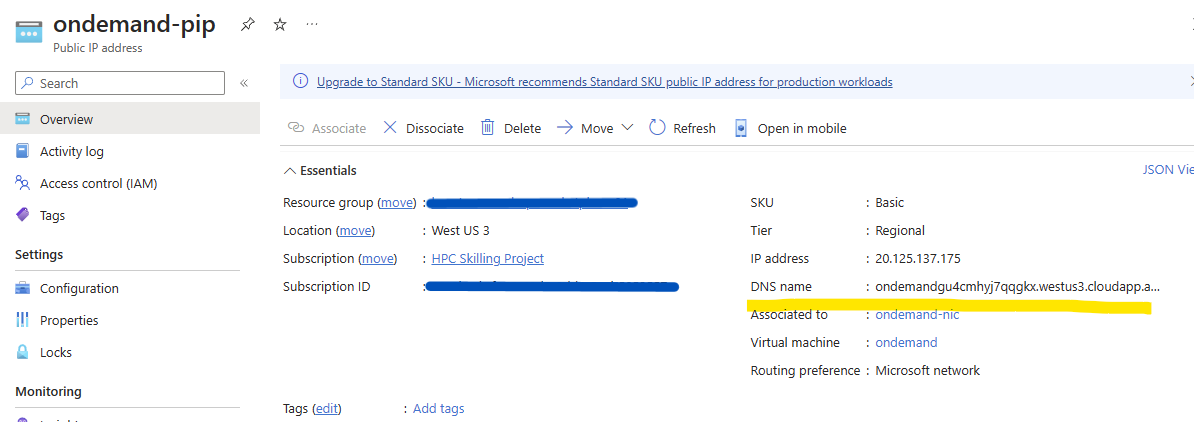 ondemand-pip
Public IP address
Search
Overview
Activity log
Access control (IAM)
Tags
Settings
Configuration
Properties
Locks
Monitoring
Upgrade to Standard SKU - Microsoft recommends Standard SKU public IP address for production workloads
Associate Dissociate Delete Move Refresh Open in mobile
Essentials
JSON Vie
Resource group (move) :
Location (move) : West US 3
Subscription (move) : HPC Skilling Project
Subscription ID :
SKU : Basic
Tier : Regional
IP address : 20.125.137.175
DNS name : ondemandgu4cmhyj7qqgkx.westus3.cloudapp.a...
Associated to : ondemand-nic
Virtual machine : ondemand
Routing preference : Microsoft network
Tags (edit) : Add tags